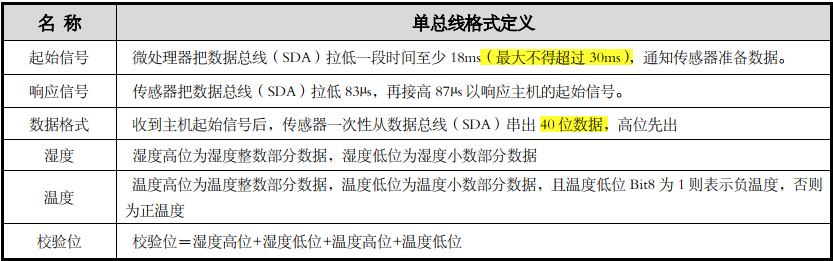 名 称 单总线格式定义
起始信号 微处理器把数据总线（SDA）拉低一段时间至少 18ms（最大不得超过 30ms），通知传感器准备数据。
响应信号 传感器把数据总线（SDA）拉低 83µs，再接高 87µs 以响应主机的起始信号。
数据格式 收到主机起始信号后，传感器一次性从数据总线（SDA）串出 40 位数据，高位先出
湿度 湿度高位为湿度整数部分数据，湿度低位为湿度小数部分数据
温度 温度高位为温度整数部分数据，温度低位为温度小数部分数据，且温度低位 Bit8 为 1 则表示负温度，否则
为正温度
校验位 校验位＝湿度高位+湿度低位+温度高位+温度低位